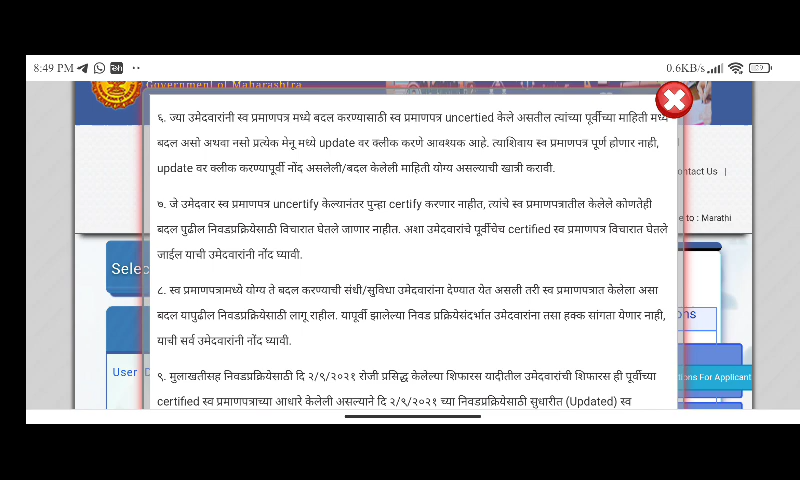 8:49 PM
0.6KB/s
29
Government of Maharashtra
६. ज्या उमेदवारांनी स्व प्रमाणपत्र मध्ये बदल करण्यासाठी स्व प्रमाणपत्र uncertied केले असतील त्यांच्या पूर्वीच्या माहिती मध्ये
बदल असो अथवा नसो प्रत्येक मेनू मध्ये update वर क्लीक करणे आवश्यक आहे. त्याशिवाय स्व प्रमाणपत्र पूर्ण होणार नाही,
update वर क्लीक करण्यापूर्वी नोंद असलेली/बदल केलेली माहिती योग्य असल्याची खात्री करावी.
ontact Us |
७. जे उमेदवार स्व प्रमाणपत्र uncertify केल्यानंतर पुन्हा certify करणार नाहीत, त्यांचे स्व प्रमाणपत्रातील केलेले कोणतेही
बदल पुढील निवडप्रक्रियेसाठी विचारात घेतले जाणार नाहीत. अशा उमेदवारांचे पूर्वीचेच certified स्व प्रमाणपत्र विचारात घेतले
जाईल याची उमेदवारांनी नोंद घ्यावी.
e to : Marathi
Selec
८. स्व प्रमाणपत्रामध्ये योग्य ते बदल करण्याची संधी/सुविधा उमेदवारांना देण्यात येत असली तरी स्व प्रमाणपत्रात केलेला असा
बदल यापुढील निवडप्रक्रियेसाठी लागू राहील. यापूर्वी झालेल्या निवड प्रक्रियेसंदर्भात उमेदवारांना तसा हक्क सांगता येणार नाही,
याची सर्व उमेदवारांनी नोंद घ्यावी.
ons
User
९. मुलाखतीसह निवडप्रक्रियेसाठी दि २/९/२०२१ रोजी प्रसिद्ध केलेल्या शिफारस यादीतील उमेदवारांची शिफारस ही पूर्वीच्या
certified स्व प्रमाणपत्राच्या आधारे केलेली असल्याने दि २/९/२०२१ च्या निवडप्रक्रियेसाठी सुधारीत (Updated) स्व
tions For Applicant